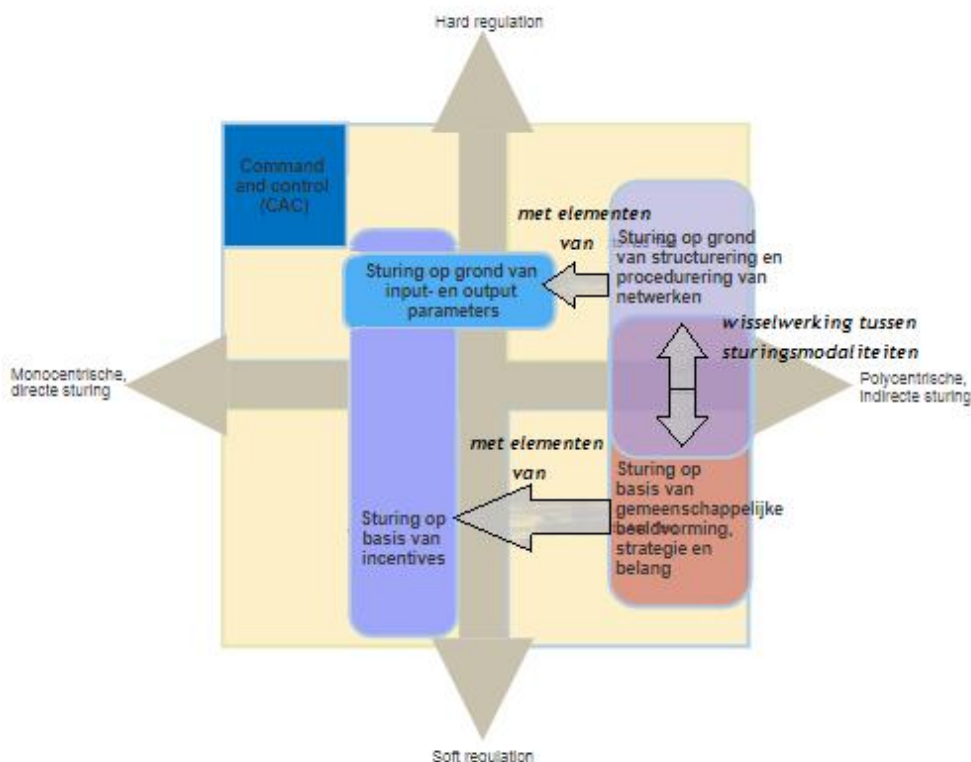 Hard regulation
Command
and control
(CAC)
met elementen
van
Sturing op grond
van structurering en
procedurering van
netwerken
Sturing op grond van
input- en output
parameters
wisselwerking tussen
sturingsmodaliteiten
Monocentrische,
directe sturing
Polycentrische,
indirecte sturing
met elementen
van
Sturing op
basis van
gemeenschappelijke
beeldvorming,
strategie en
belang
Sturing op
basis van
incentives
Soft regulation